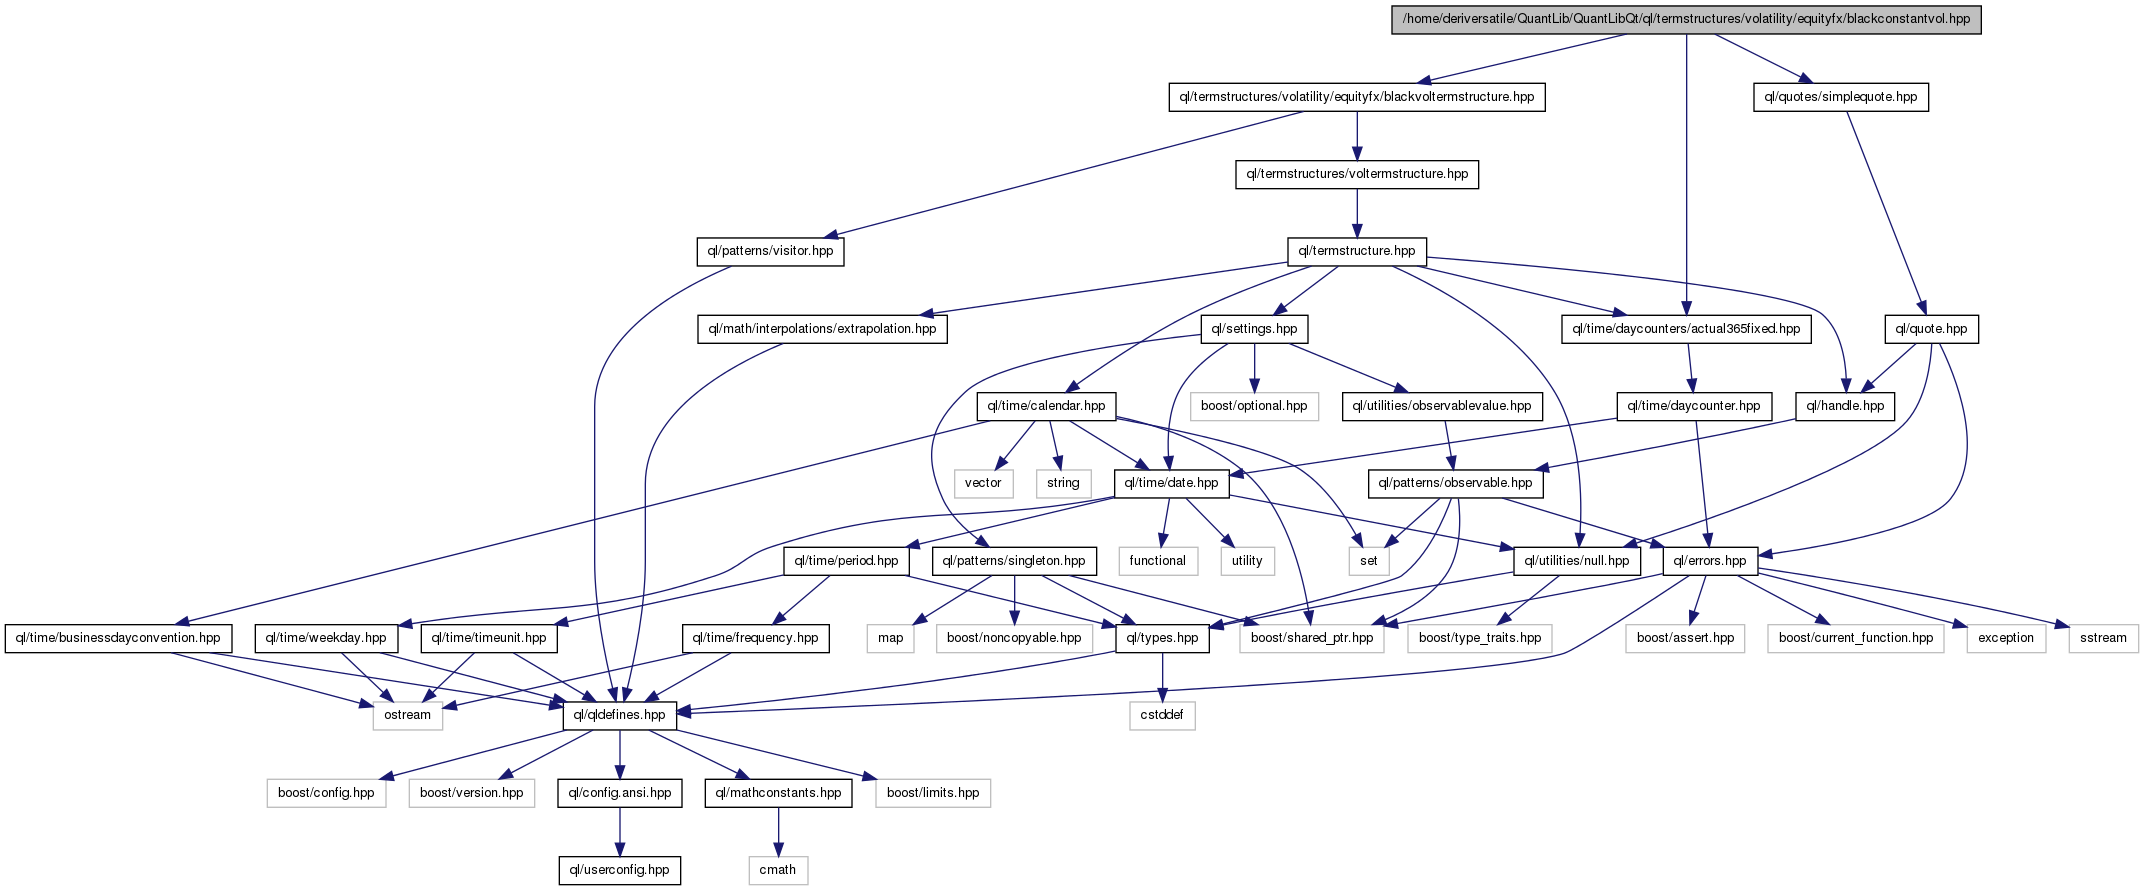 /home/deriversatile/QuantLib/QuantLibQt/ql/termstructures/volatility/equityfx/blackconstantvol.hpp
ql/termstructures/volatility/equityfx/blackvoltermstructure.hpp
ql/quotes/simplequote.hpp
ql/termstructures/voltermstructure.hpp
ql/patterns/visitor.hpp
ql/termstructure.hpp
ql/math/interpolations/extrapolation.hpp
ql/settings.hpp
ql/time/daycounters/actual365fixed.hpp
ql/quote.hpp
ql/time/calendar.hpp
boost/optional.hpp
ql/utilities/observablevalue.hpp
ql/time/daycounter.hpp
ql/handle.hpp
vector
string
ql/time/date.hpp
ql/patterns/observable.hpp
ql/time/period.hpp
ql/patterns/singleton.hpp
functional
utility
set
ql/utilities/null.hpp
ql/errors.hpp
ql/time/businessdayconvention.hpp
ql/time/weekday.hpp
ql/time/timeunit.hpp
ql/time/frequency.hpp
map
boost/noncopyable.hpp
ql/types.hpp
boost/shared_ptr.hpp
boost/type_traits.hpp
boost/assert.hpp
boost/current_function.hpp
exception
sstream
ostream
ql/qldefines.hpp
cstddef
boost/config.hpp
boost/version.hpp
ql/config.ansi.hpp
ql/mathconstants.hpp
boost/limits.hpp
ql/userconfig.hpp
cmath